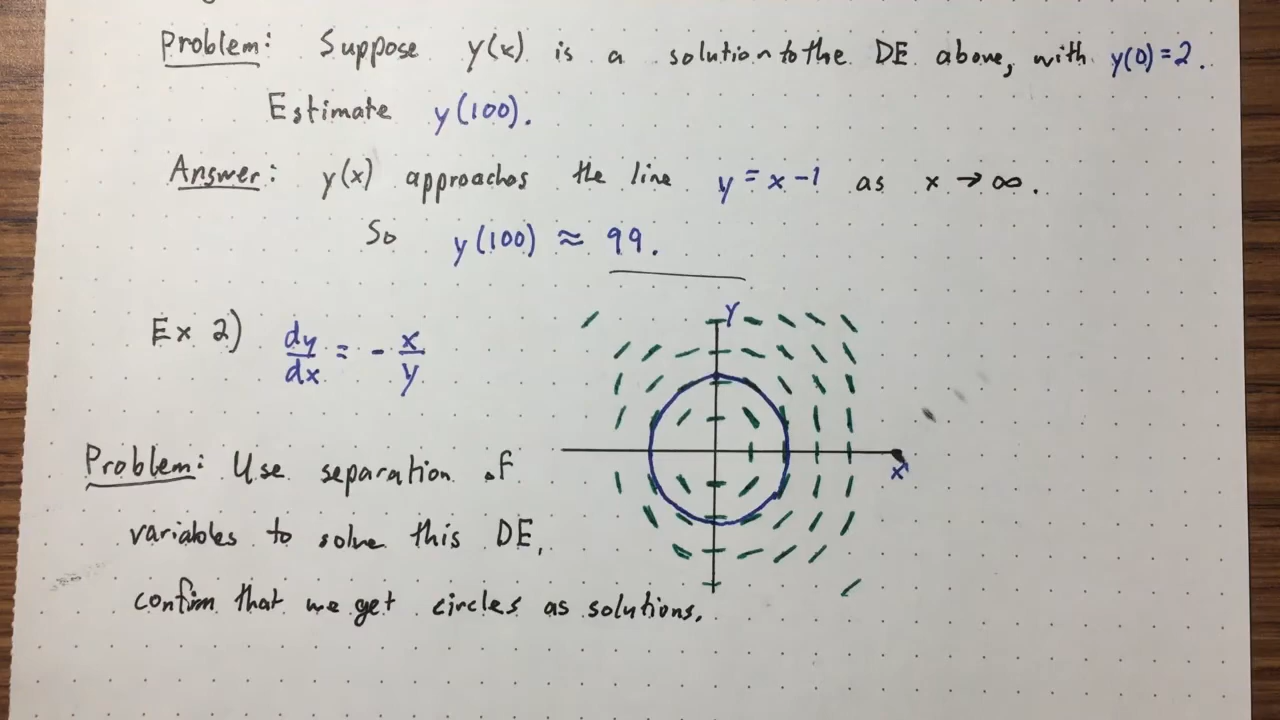 Problem: Suppose y(x) is a solution to the DE above, with y(0)=2.
Estimate y(100).
Answer: y(x) approaches the line y = x-1 as x → ∞.
So y(100) ≈ 99.
Ex 2) dy/dx = - x/y
y
x
Problem: Use separation of
variables to solve this DE,
confirm that we get circles as solutions.